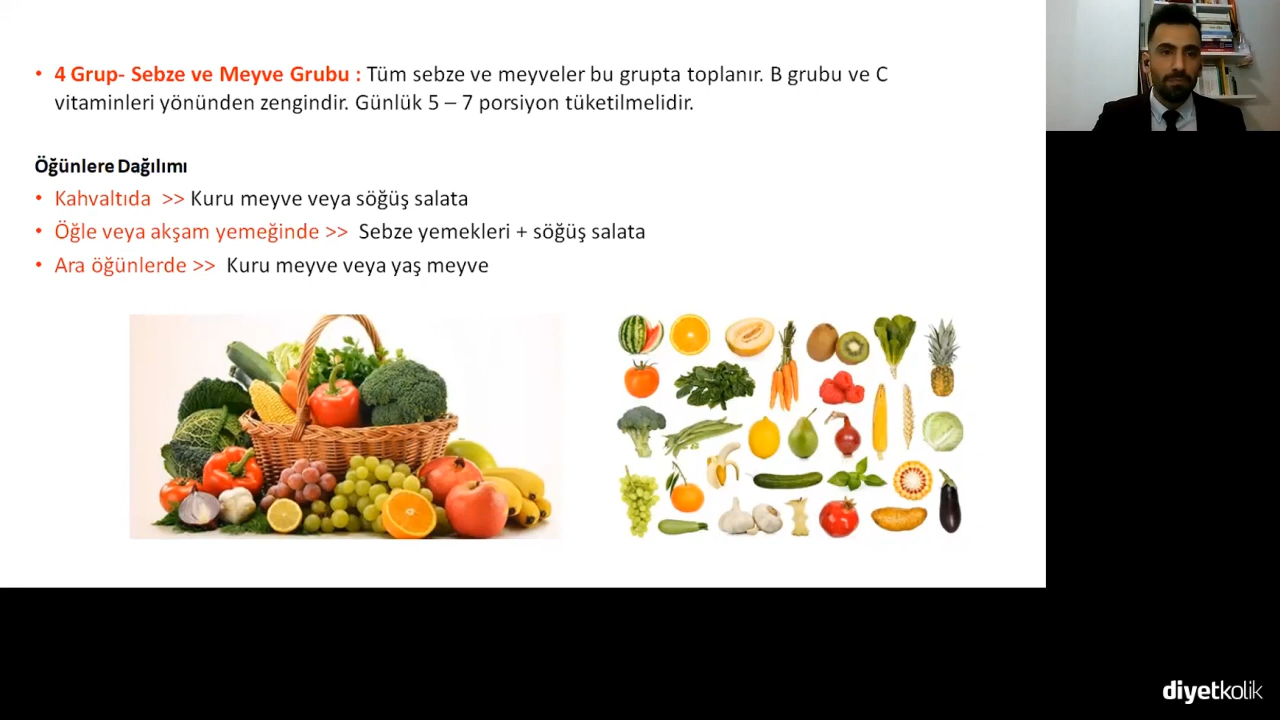 • 4 Grup- Sebze ve Meyve Grubu : Tüm sebze ve meyveler bu grupta toplanır. B grubu ve C
vitaminleri yönünden zengindir. Günlük 5 – 7 porsiyon tüketilmelidir.
Öğünlere Dağılımı
• Kahvaltıda >> Kuru meyve veya söğüş salata
• Öğle veya akşam yemeğinde >> Sebze yemekleri + söğüş salata
• Ara öğünlerde >> Kuru meyve veya yaş meyve
diyetkolik